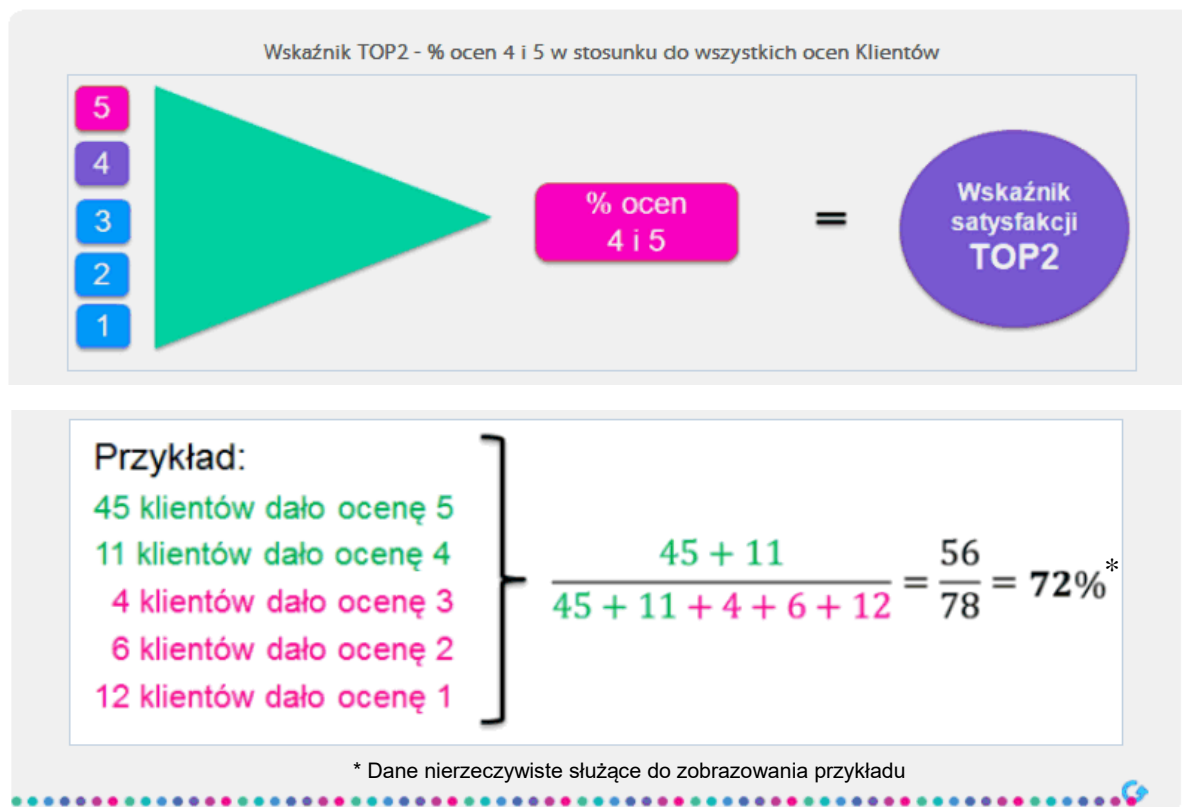 Wskaźnik TOP2 - % ocen 4 i 5 w stosunku do wszystkich ocen Klientów
5
4
3
2
1
% ocen
4 i 5
=
Wskaźnik
satysfakcji
TOP2
Przykład:
45 klientów dało ocenę 5
11 klientów dało ocenę 4
4 klientów dało ocenę 3
6 klientów dało ocenę 2
12 klientów dało ocenę 1
45 + 11
45 + 11 + 4 + 6 + 12
=
56
78
= 72%*
* Dane nierzeczywiste służące do zobrazowania przykładu